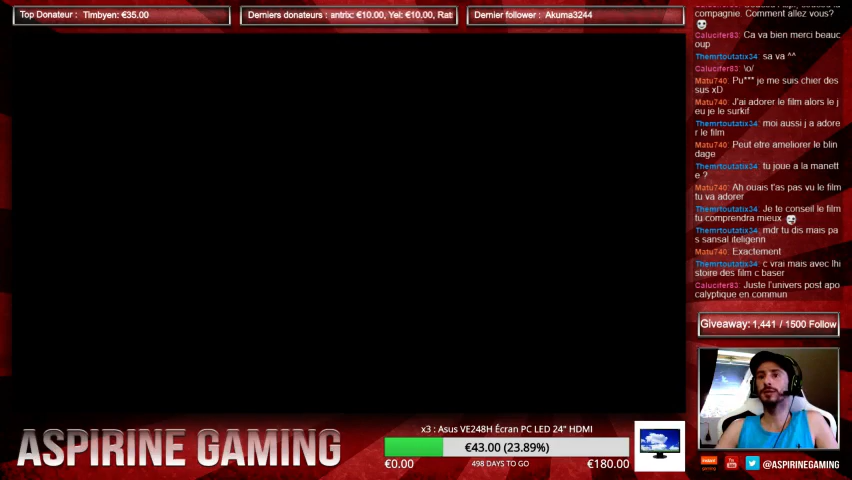 Top Donateur : Timbyen: €35.00
Derniers donateurs : antrix: €10.00, Yel: €10.00, Rat
Dernier follower : Akuma3244
compagnie. Comment allez vous?
Calucifer83: Ca va bien merci beauc
oup
Themrtoutatix34: sa va ^^
Calucifer83: \o/
Matu740: Pu*** je me suis chier des
sus xD
Matu740: J'ai adorer le film alors le j
eu je le surkif
Themrtoutatix34: moi aussi j a adore
r le film
Matu740: Peut etre ameliorer le blin
dage
Themrtoutatix34: tu joue a la manett
e ?
Matu740: Ah ouais t'as pas vu le film
tu va adorer
Themrtoutatix34: Je te conseil le film
tu comprendra mieux
Themrtoutatix34: mdr tu dis mais pa
s sansal iteligenn
Matu740: Exactement
Themrtoutatix34: c vrai mais avec lhi
stoire des film c baser
Calucifer83: Juste l'univers post apo
calyptique en commun
Giveaway: 1,441 / 1500 Follow
ASPIRINE GAMING
x3 : Asus VE248H Écran PC LED 24" HDMI
€43.00 (23.89%)
€0.00
498 DAYS TO GO
€180.00
@ASPIRINEGAMING